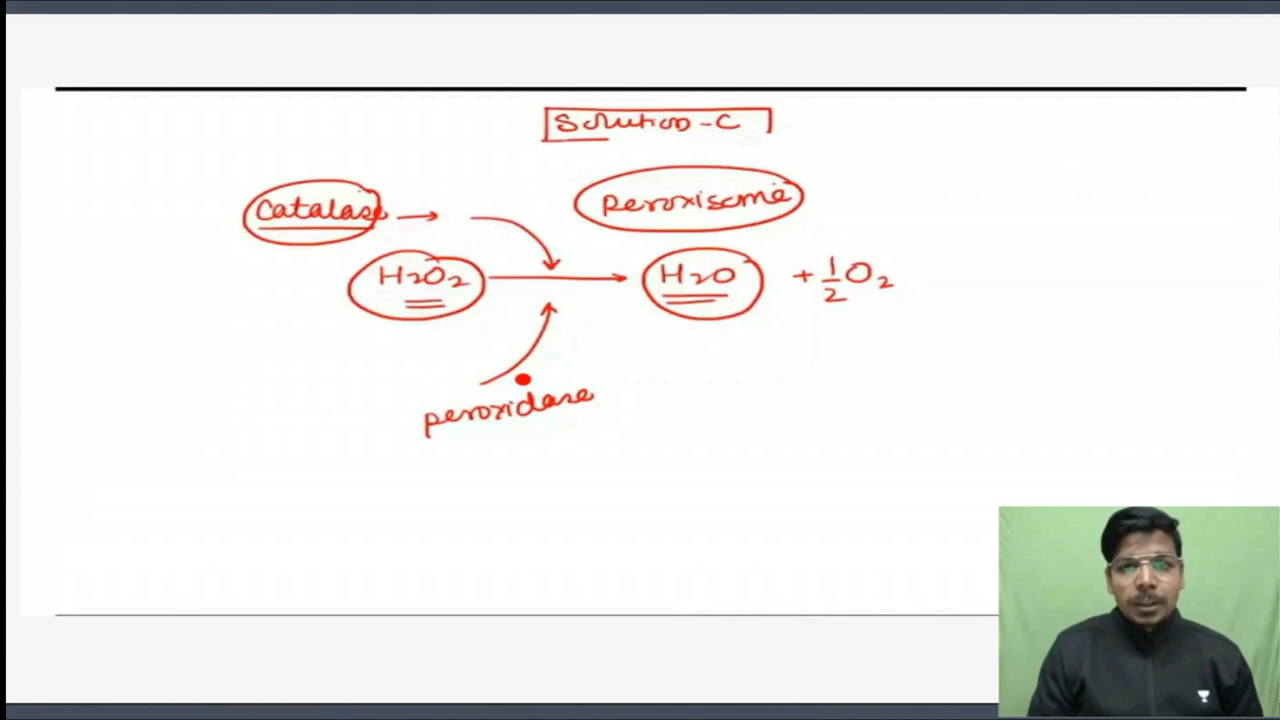 Solution-C
Peroxisome
Catalase →
H2O2 → H2O + 1/2 O2
peroxidase